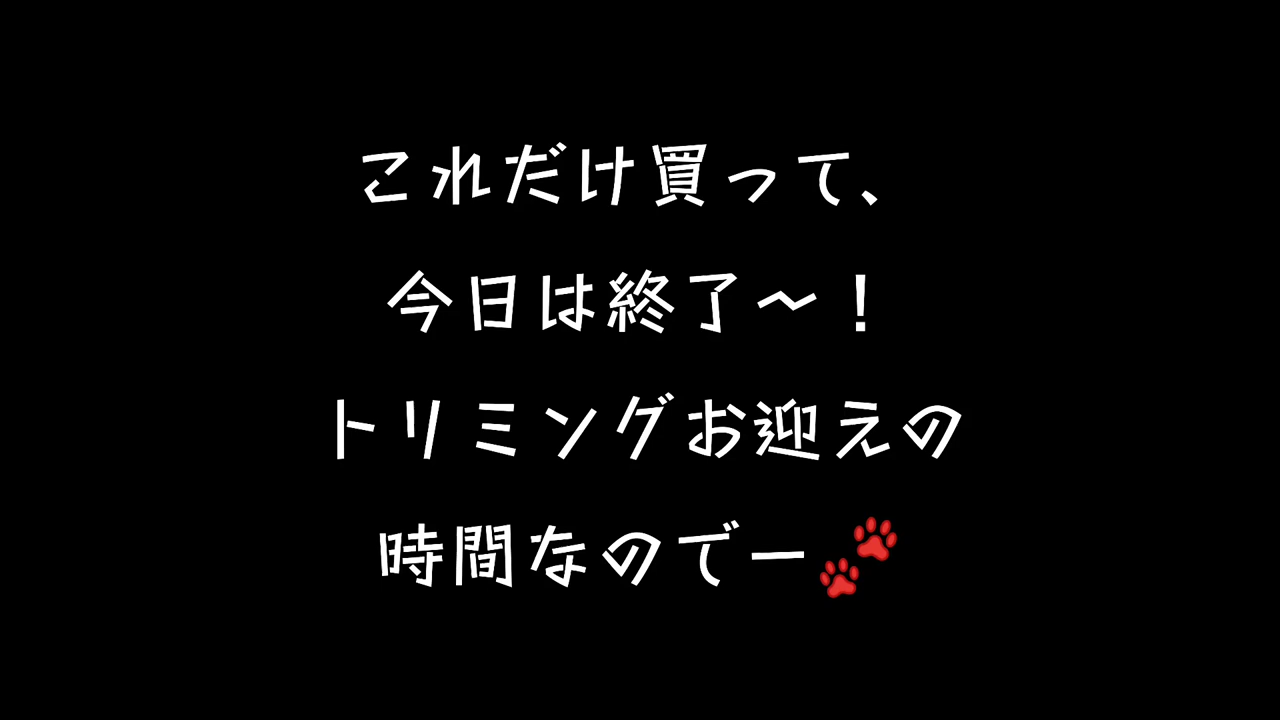 これだけ買って、
今日は終了～！
トリミングお迎えの
時間なのでー🐾